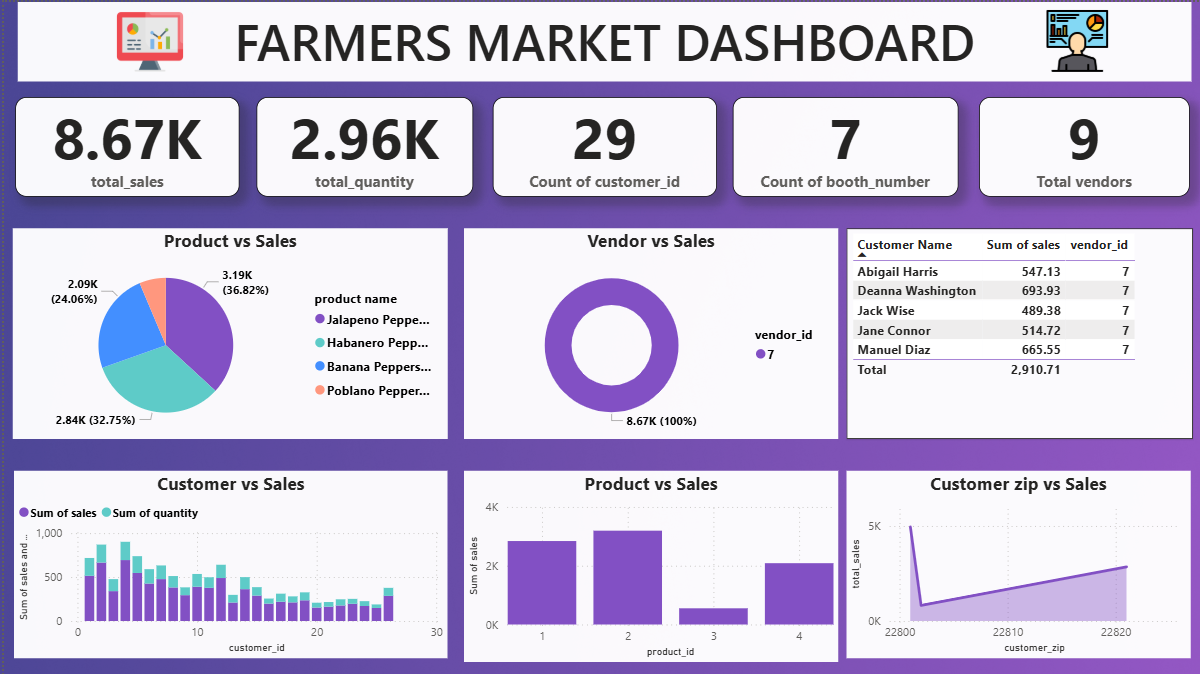 FARMERS MARKET DASHBOARD
8.67K
total_sales
2.96K
total_quantity
29
Count of customer_id
7
Count of booth_number
9
Total vendors
Product vs Sales
3.19K
(36.82%)
2.09K
(24.06%)
2.84K (32.75%)
product name
Jalapeno Peppe...
Habanero Pepp...
Banana Peppers...
Poblano Pepper...
Vendor vs Sales
8.67K (100%)
vendor_id
7
Customer Name Sum of sales vendor_id
Abigail Harris 547.13 7
Deanna Washington 693.93 7
Jack Wise 489.38 7
Jane Connor 514.72 7
Manuel Diaz 665.55 7
Total 2,910.71
Customer vs Sales
Sum of sales Sum of quantity
Sum of sales and ...
1,000
500
0
0 10 20 30
customer_id
Product vs Sales
Sum of sales
4K
2K
0K
1 2 3 4
product_id
Customer zip vs Sales
total_sales
5K
0K
22800 22810 22820
customer_zip